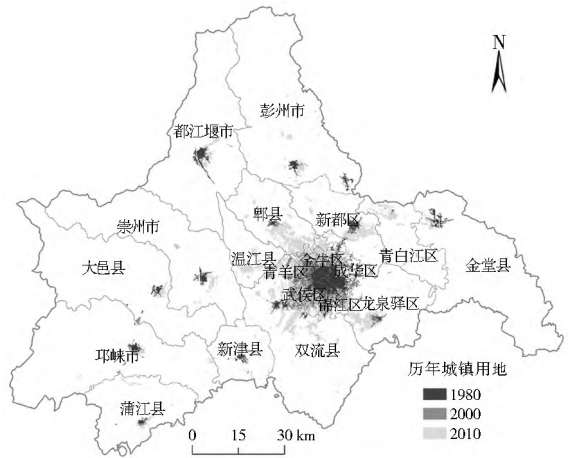 N
彭州市
都江堰市
郫县
新都区
崇州市
温江县
金牛区
青白江区
大邑县
青羊区
成华区
金堂县
武侯区
锦江区
龙泉驿区
邛崃市
新津县
双流县
历年城镇用地
蒲江县
1980
2000
2010
0 15 30 km